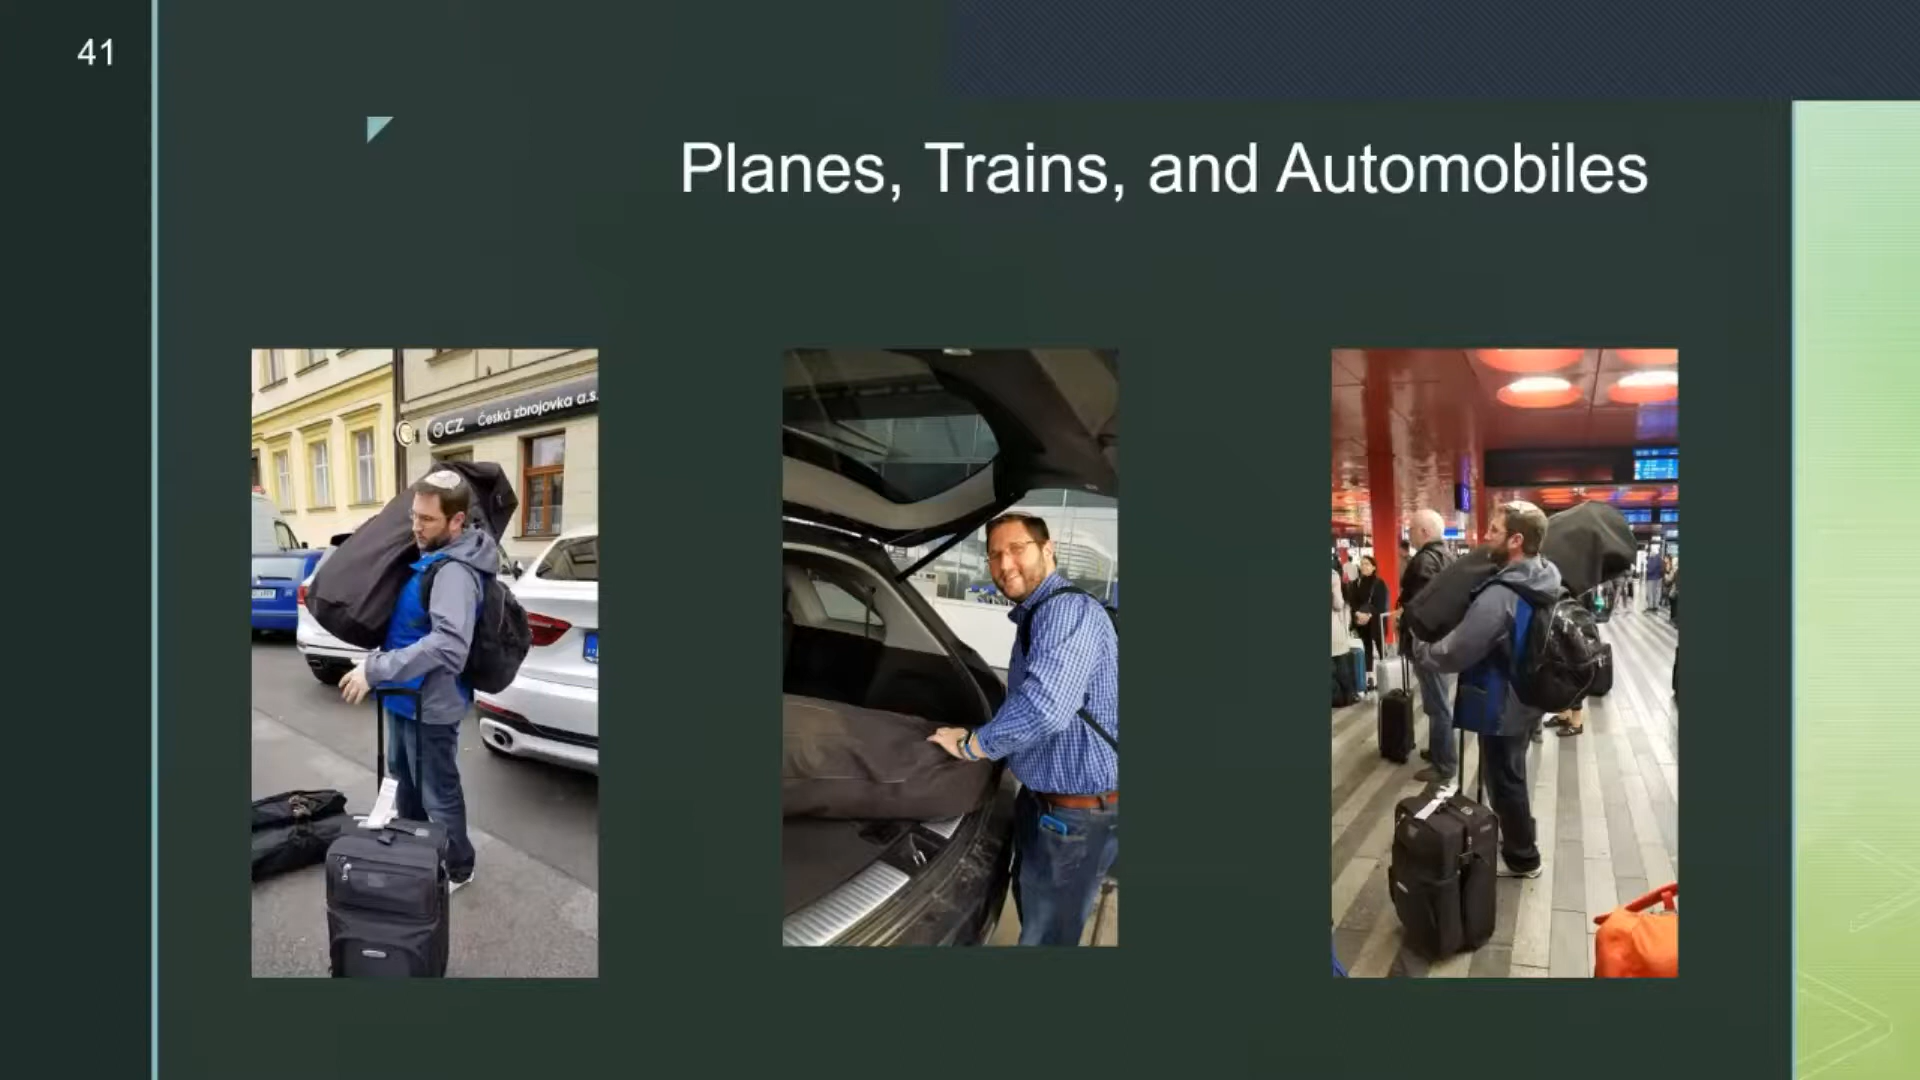 41
Planes, Trains, and Automobiles
CZ Česká zbrojovka a.s.